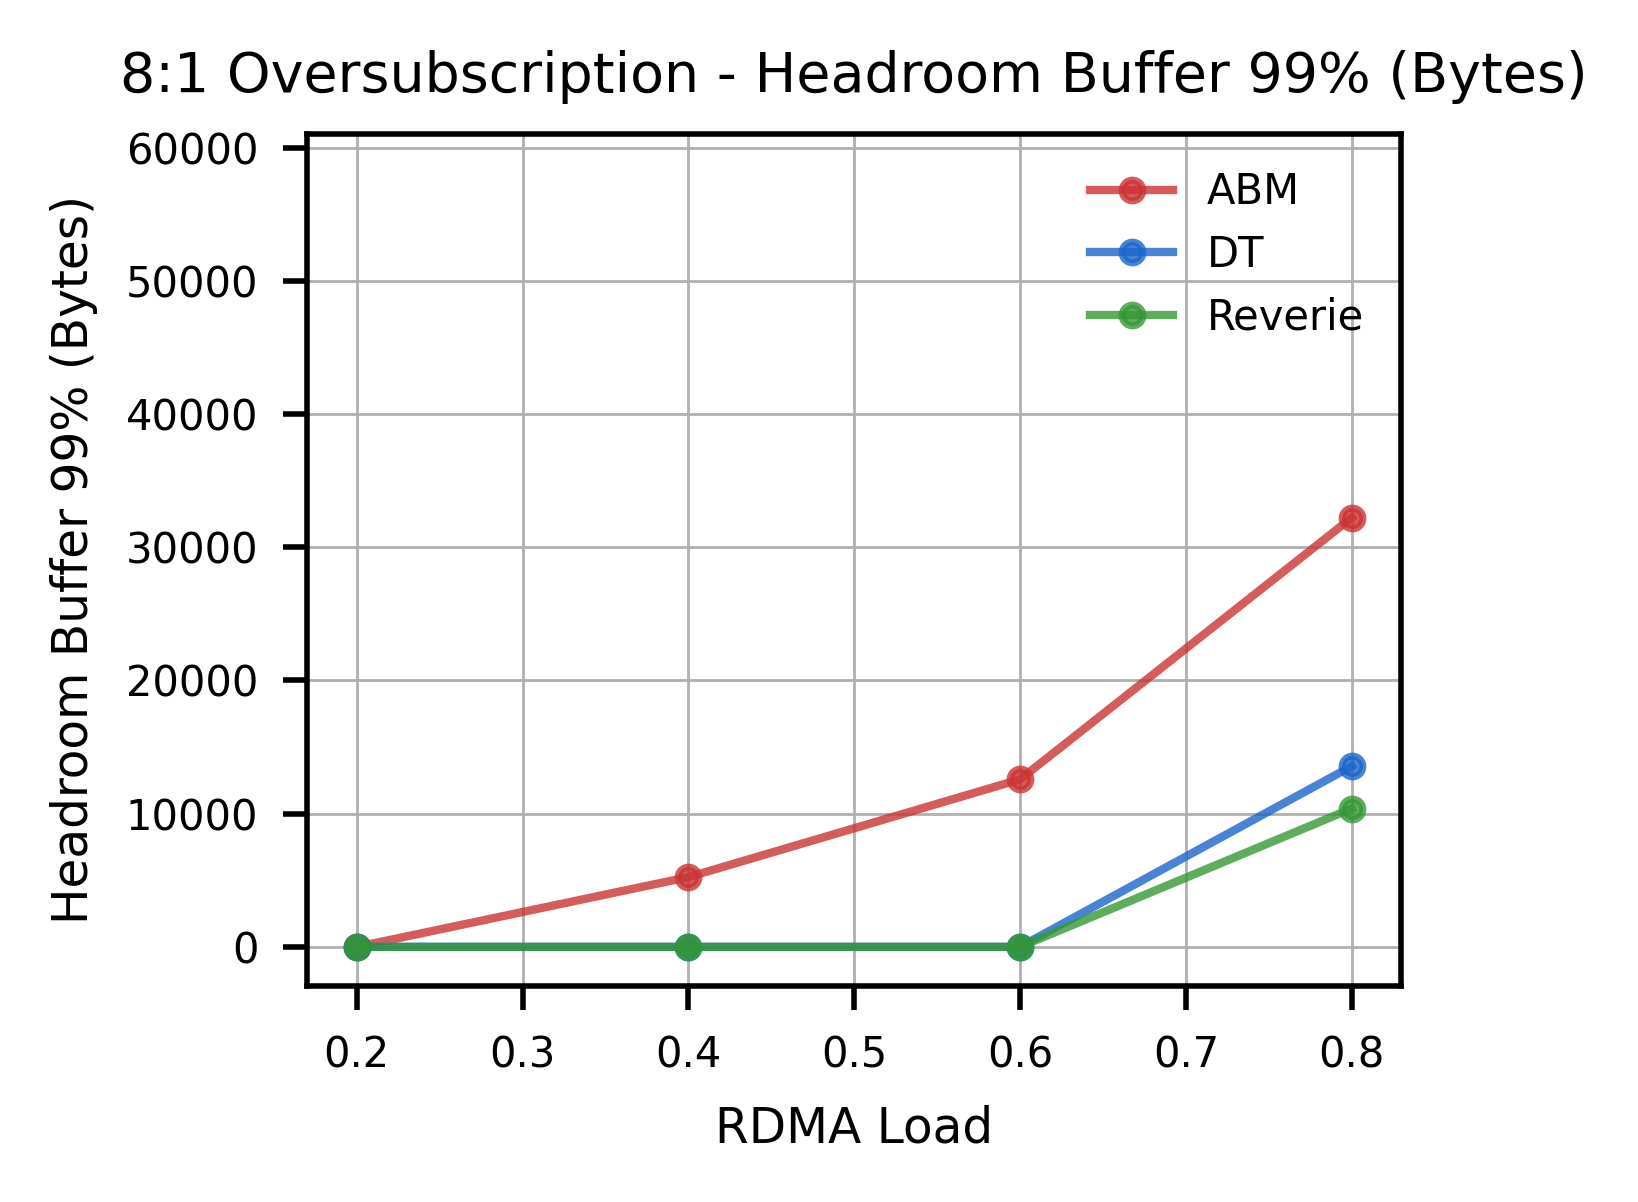 8:1 Oversubscription - Headroom Buffer 99% (Bytes)
Headroom Buffer 99% (Bytes)
60000
50000
40000
30000
20000
10000
0
ABM
DT
Reverie
0.2 0.3 0.4 0.5 0.6 0.7 0.8
RDMA Load